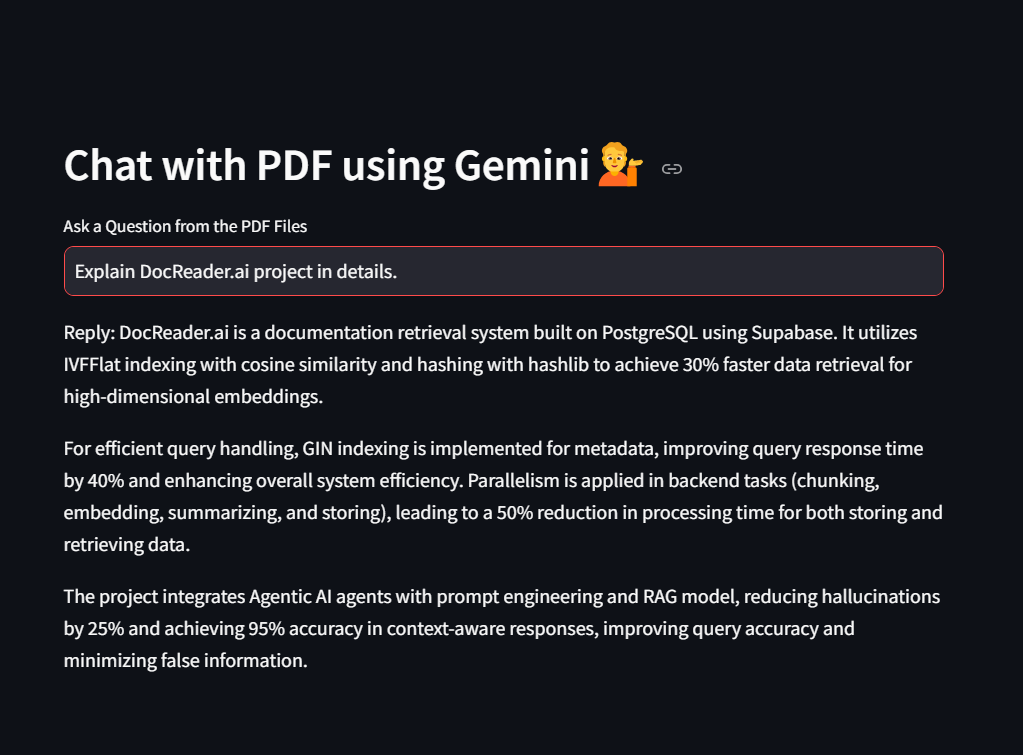 Chat with PDF using Gemini 💁
Ask a Question from the PDF Files
Explain DocReader.ai project in details.
Reply: DocReader.ai is a documentation retrieval system built on PostgreSQL using Supabase. It utilizes
IVFFlat indexing with cosine similarity and hashing with hashlib to achieve 30% faster data retrieval for
high-dimensional embeddings.
For efficient query handling, GIN indexing is implemented for metadata, improving query response time
by 40% and enhancing overall system efficiency. Parallelism is applied in backend tasks (chunking,
embedding, summarizing, and storing), leading to a 50% reduction in processing time for both storing and
retrieving data.
The project integrates Agentic AI agents with prompt engineering and RAG model, reducing hallucinations
by 25% and achieving 95% accuracy in context-aware responses, improving query accuracy and
minimizing false information.